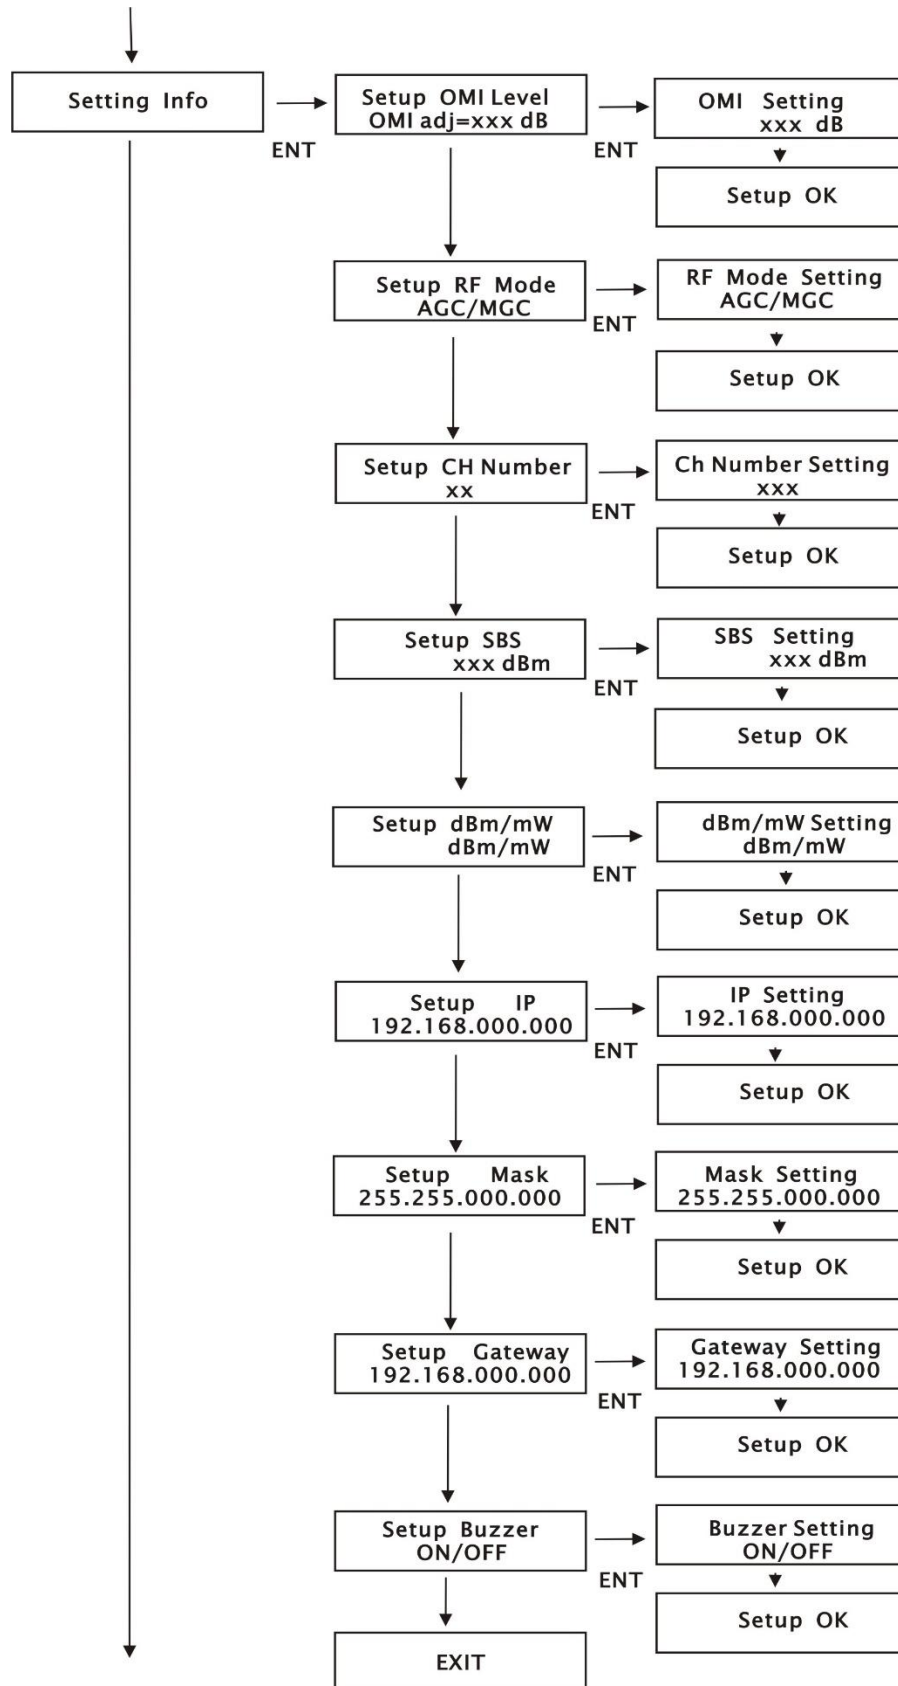 Setting Info
ENT
Setup OMI Level
OMI adj=xxx dB
ENT
OMI Setting
xxx dB
Setup OK
Setup RF Mode
AGC/MGC
ENT
RF Mode Setting
AGC/MGC
Setup OK
Setup CH Number
xx
ENT
Ch Number Setting
xxx
Setup OK
Setup SBS
xxx dBm
ENT
SBS Setting
xxx dBm
Setup OK
Setup dBm/mW
dBm/mW
ENT
dBm/mW Setting
dBm/mW
Setup OK
Setup IP
192.168.000.000
ENT
IP Setting
192.168.000.000
Setup OK
Setup Mask
255.255.000.000
ENT
Mask Setting
255.255.000.000
Setup OK
Setup Gateway
192.168.000.000
ENT
Gateway Setting
192.168.000.000
Setup OK
Setup Buzzer
ON/OFF
ENT
Buzzer Setting
ON/OFF
Setup OK
EXIT